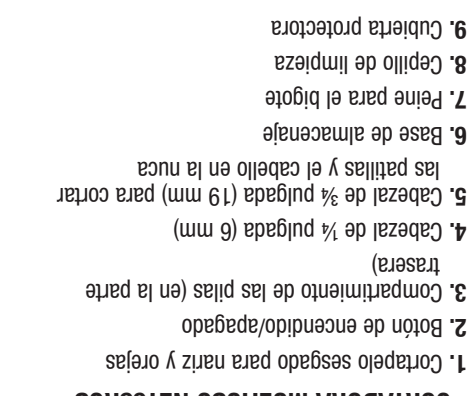 1. Cortapelo sesgado para nariz y orejas
2. Botón de encendido/apagado
3. Compartimiento de las pilas (en la parte
trasera)
4. Cabezal de ¼ pulgada (6 mm)
5. Cabezal de ¾ pulgada (19 mm) para cortar
las patillas y el cabello en la nuca
6. Base de almacenaje
7. Peine para el bigote
8. Cepillo de limpieza
9. Cubierta protectora